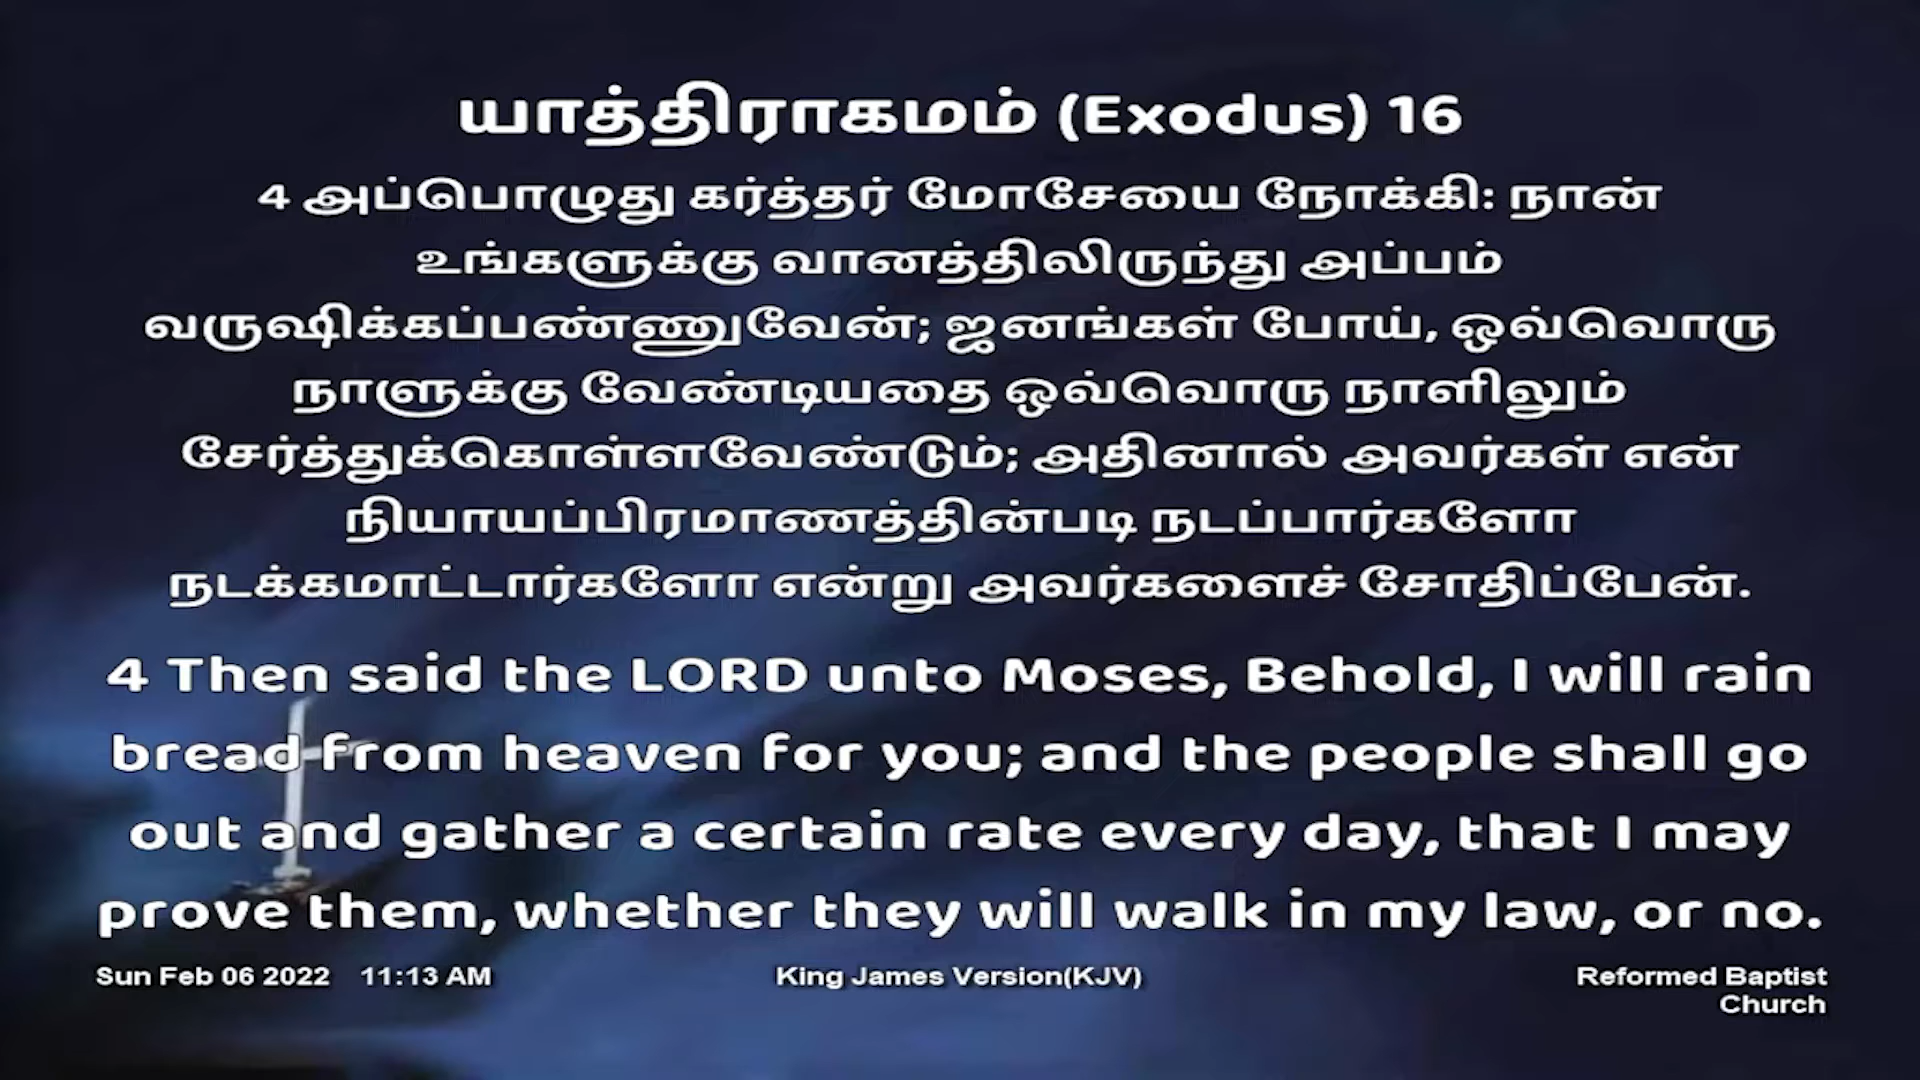 யாத்திராகமம் (Exodus) 16
4 அப்பொழுது கர்த்தர் மோசேயை நோக்கி: நான்
உங்களுக்கு வானத்திலிருந்து அப்பம்
வருஷிக்கப்பண்ணுவேன்; ஜனங்கள் போய், ஒவ்வொரு
நாளுக்கு வேண்டியதை ஒவ்வொரு நாளிலும்
சேர்த்துக்கொள்ளவேண்டும்; அதினால் அவர்கள் என்
நியாயப்பிரமாணத்தின்படி நடப்பார்களோ
நடக்கமாட்டார்களோ என்று அவர்களைச் சோதிப்பேன்.
4 Then said the LORD unto Moses, Behold, I will rain
bread from heaven for you; and the people shall go
out and gather a certain rate every day, that I may
prove them, whether they will walk in my law, or no.
Sun Feb 06 2022 11:13 AM
King James Version(KJV)
Reformed Baptist
Church